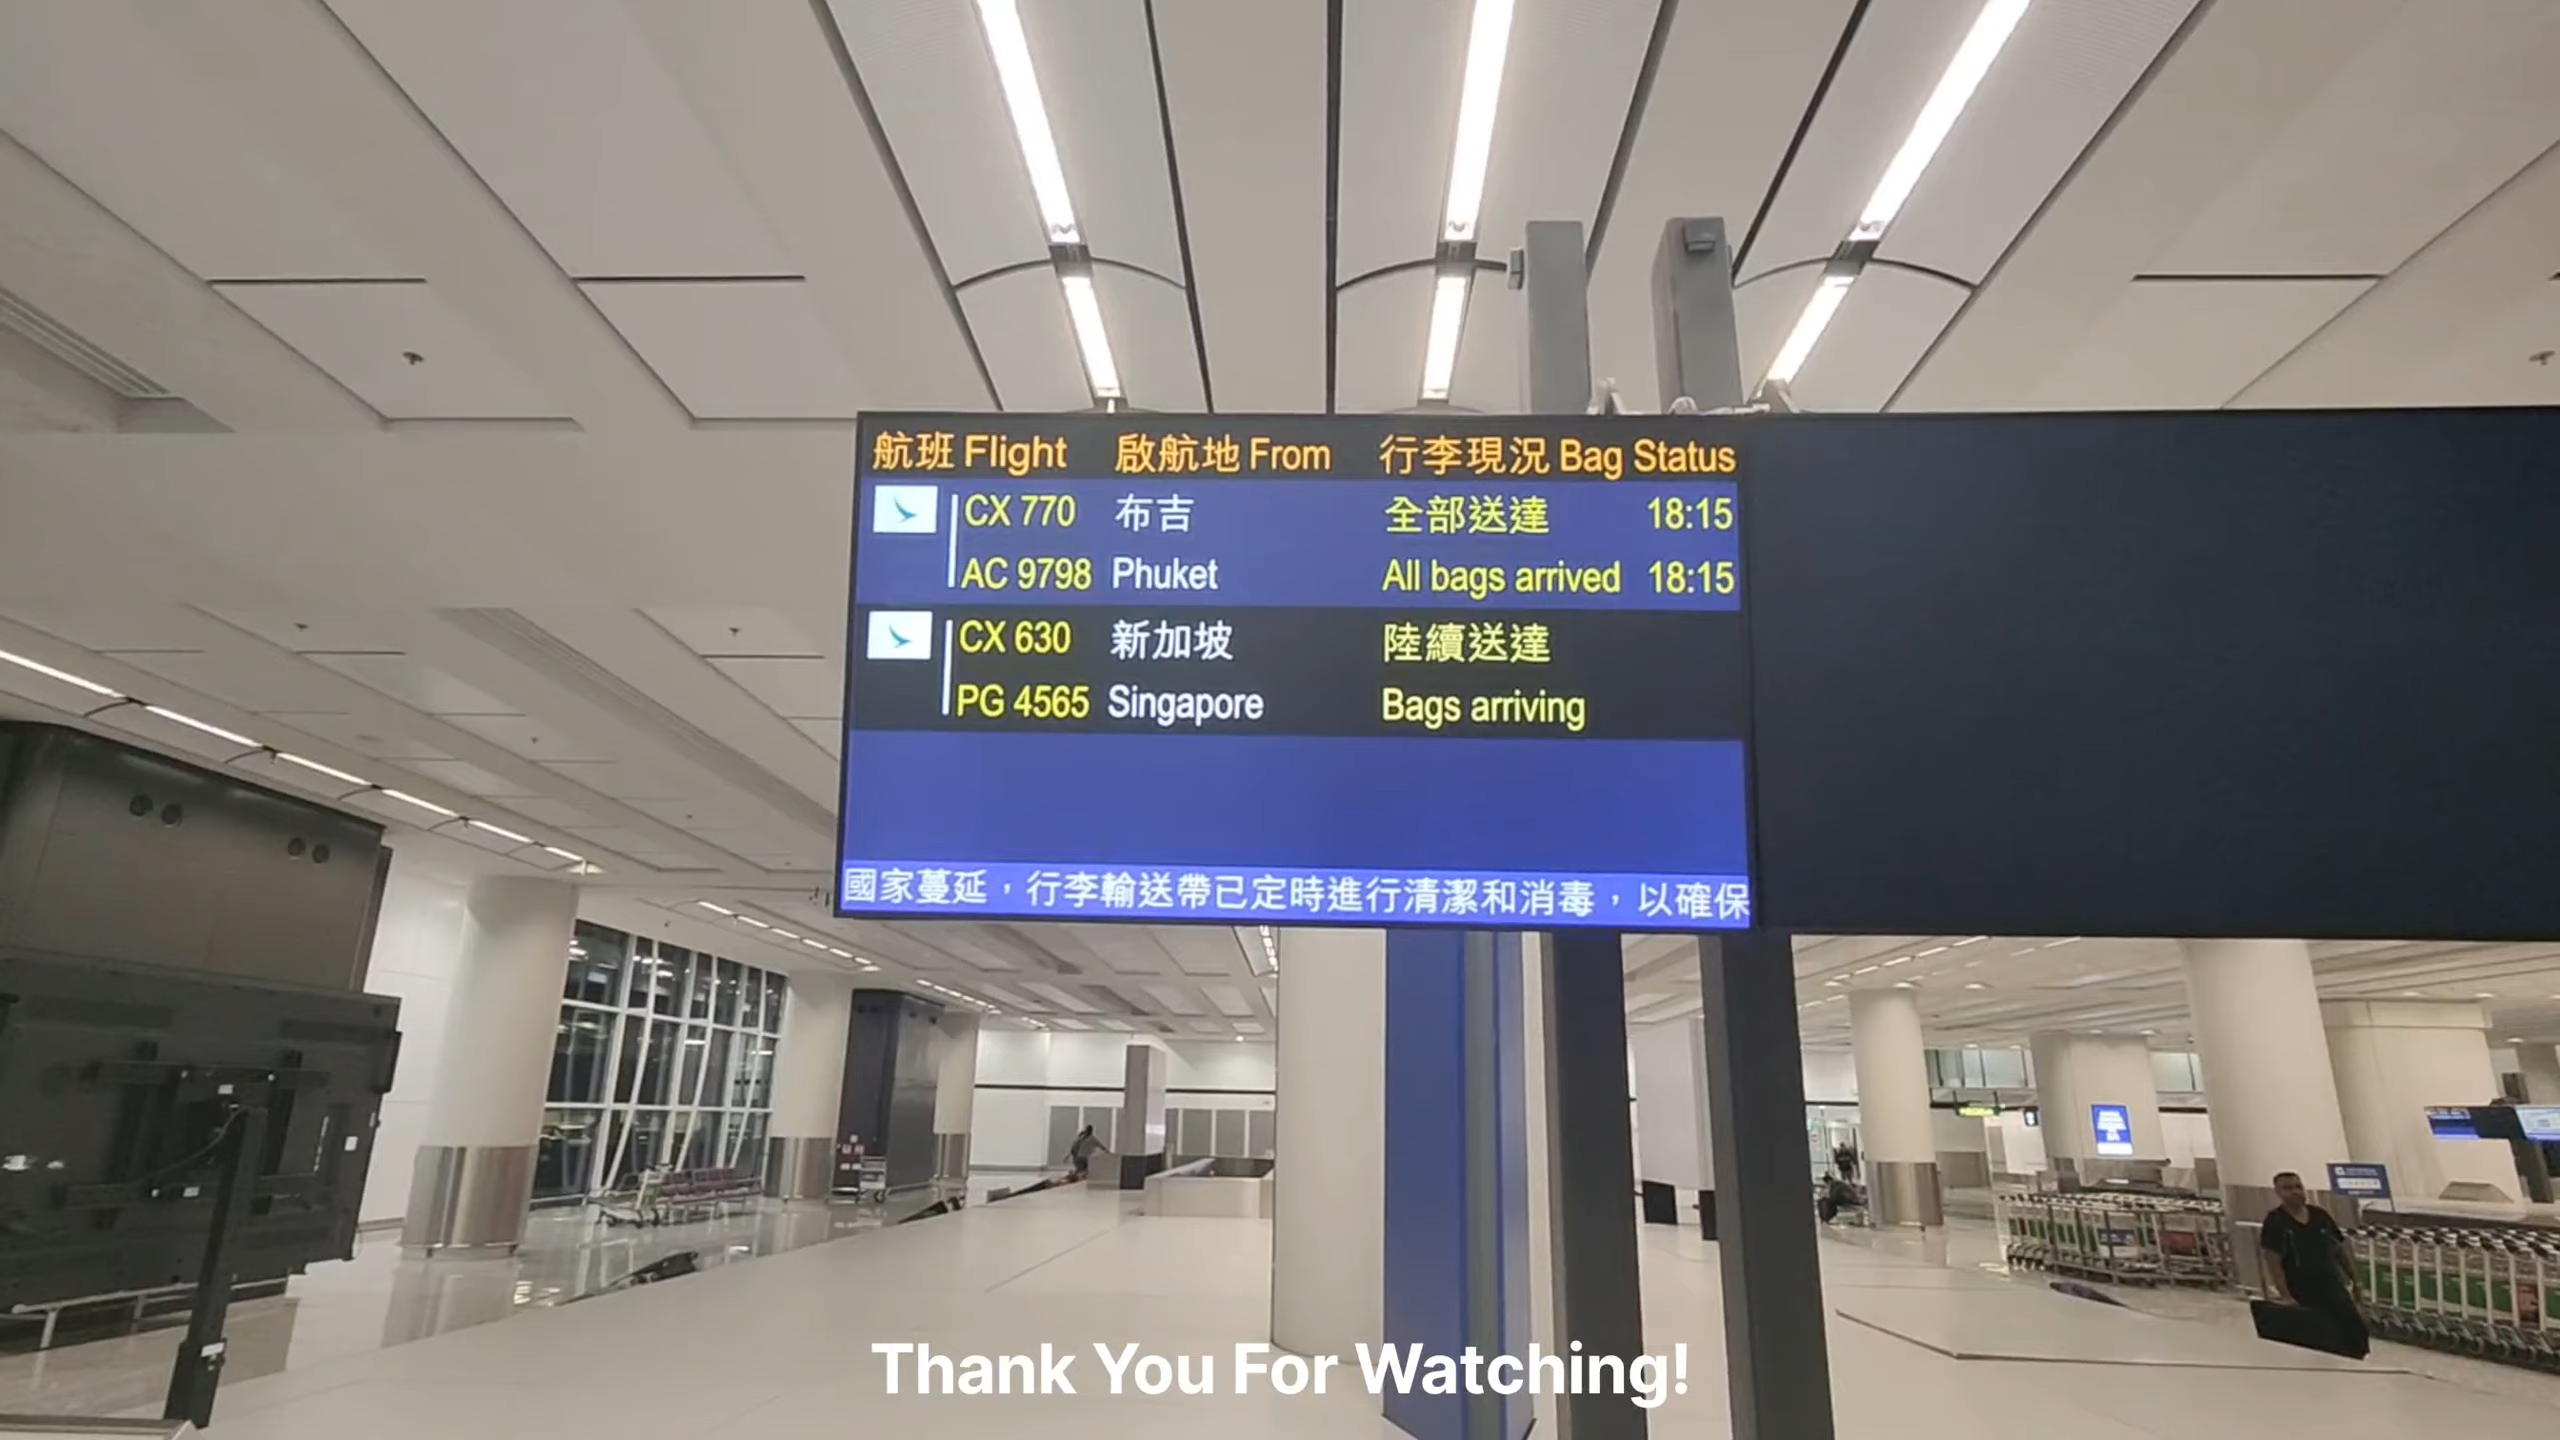 航班 Flight 啟航地 From 行李現況 Bag Status
CX 770 布吉 全部送達 18:15
AC 9798 Phuket All bags arrived 18:15
CX 630 新加坡 陸續送達
PG 4565 Singapore Bags arriving
國家蔓延，行李輸送帶已定時進行清潔和消毒，以確保
Thank You For Watching!